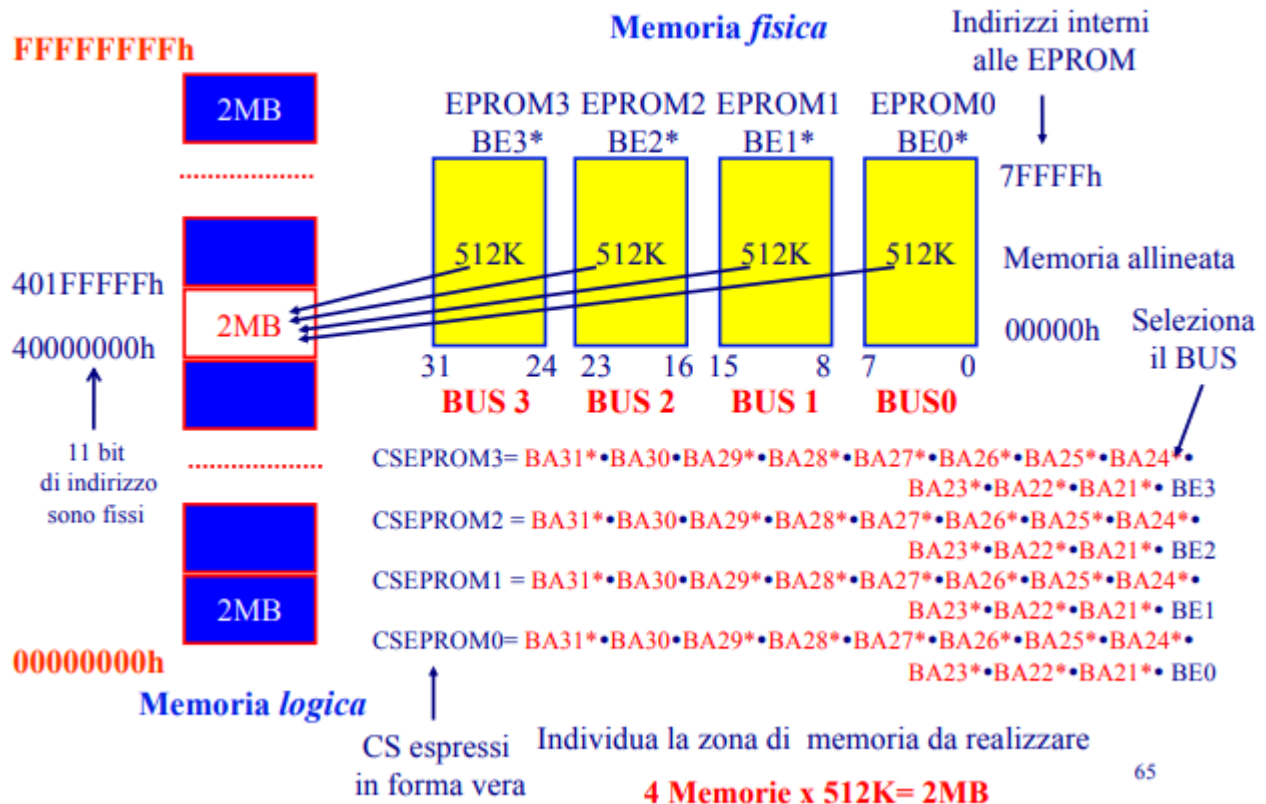 Memoria fisica
Indirizzi interni
alle EPROM
FFFFFFFFh
2MB
EPROM3 EPROM2 EPROM1 EPROM0
BE3* BE2* BE1* BE0*
7FFFFh
512K 512K 512K 512K
Memoria allineata
401FFFFFh
2MB
40000000h
00000h
Seleziona
il BUS
31 24 23 16 15 8 7 0
BUS 3 BUS 2 BUS 1 BUS0
11 bit
di indirizzo
sono fissi
CSEPROM3= BA31*•BA30•BA29*•BA28*•BA27*•BA26*•BA25*•BA24*•
BA23*•BA22*•BA21*• BE3
CSEPROM2 = BA31*•BA30•BA29*•BA28*•BA27*•BA26*•BA25*•BA24*•
BA23*•BA22*•BA21*• BE2
CSEPROM1 = BA31*•BA30•BA29*•BA28*•BA27*•BA26*•BA25*•BA24*•
BA23*•BA22*•BA21*• BE1
CSEPROM0= BA31*•BA30•BA29*•BA28*•BA27*•BA26*•BA25*•BA24*•
BA23*•BA22*•BA21*• BE0
2MB
00000000h
Memoria logica
CS espressi
in forma vera
Individua la zona di memoria da realizzare
4 Memorie x 512K= 2MB
65